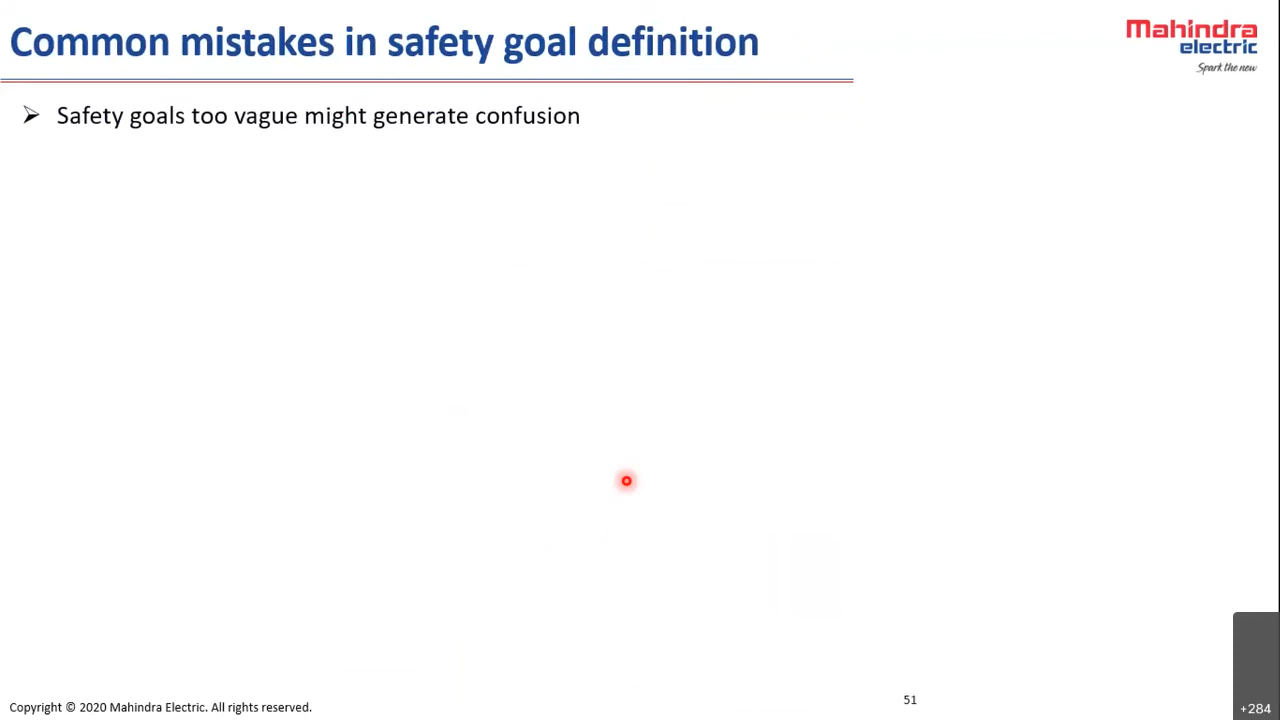 Common mistakes in safety goal definition
Mahindra
electric
Spark the new
Safety goals too vague might generate confusion
Copyright © 2020 Mahindra Electric. All rights reserved.
51
+284